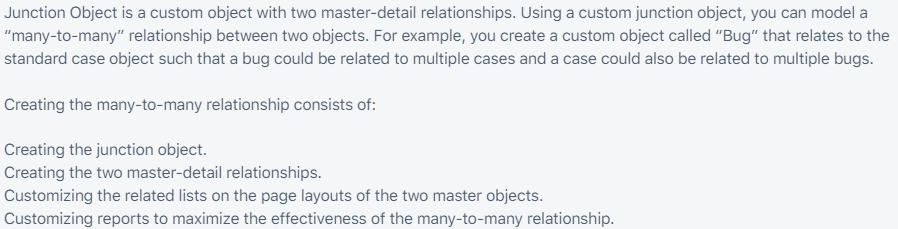 Junction Object is a custom object with two master-detail relationships. Using a custom junction object, you can model a
“many-to-many” relationship between two objects. For example, you create a custom object called “Bug” that relates to the
standard case object such that a bug could be related to multiple cases and a case could also be related to multiple bugs.
Creating the many-to-many relationship consists of:
Creating the junction object.
Creating the two master-detail relationships.
Customizing the related lists on the page layouts of the two master objects.
Customizing reports to maximize the effectiveness of the many-to-many relationship.